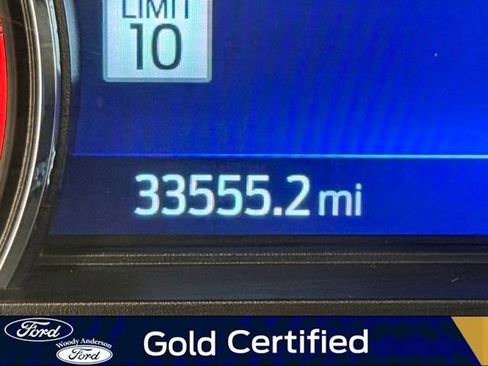 LIMIT
10
33555.2 mi
Ford
Woody Anderson
Ford
Gold Certified